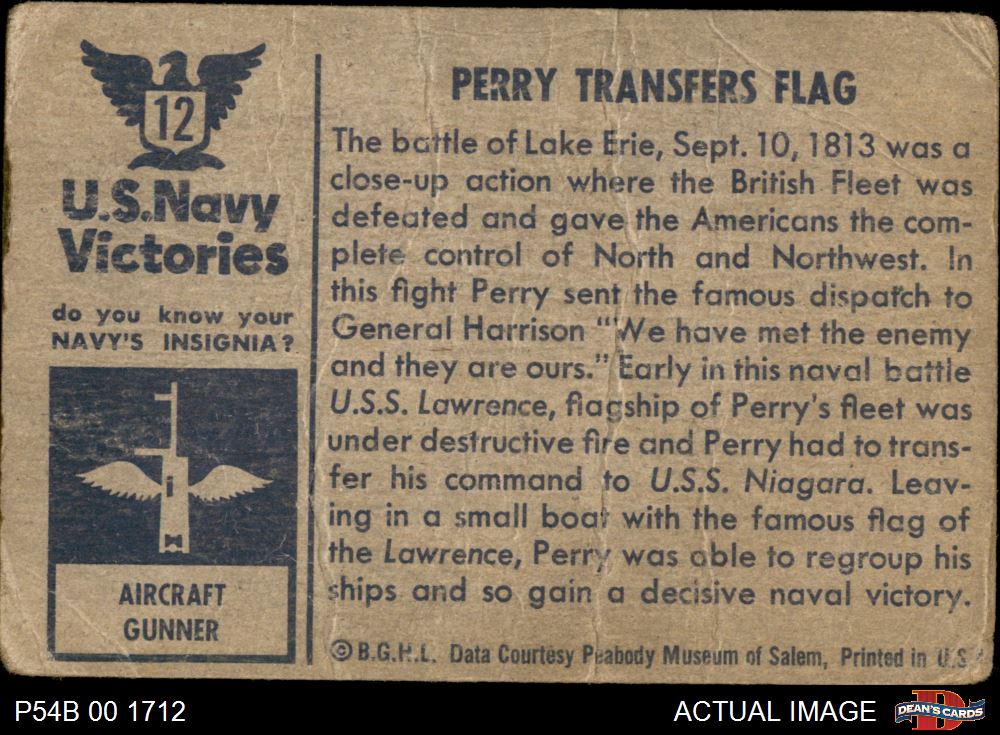 12
U.S.Navy
Victories
do you know your
NAVY'S INSIGNIA?
AIRCRAFT
GUNNER
PERRY TRANSFERS FLAG
The battle of Lake Erie, Sept. 10, 1813 was a
close-up action where the British Fleet was
defeated and gave the Americans the com-
plete control of North and Northwest. In
this fight Perry sent the famous dispatch to
General Harrison "'We have met the enemy
and they are ours." Early in this naval battle
U.S.S. Lawrence, flagship of Perry's fleet was
under destructive fire and Perry had to trans-
fer his command to U.S.S. Niagara. Leav-
ing in a small boat with the famous flag of
the Lawrence, Perry was able to regroup his
ships and so gain a decisive naval victory.
© B.G.H.L. Data Courtesy Peabody Museum of Salem, Printed in U.S
P54B 00 1712
ACTUAL IMAGE
DEAN'S CARDS